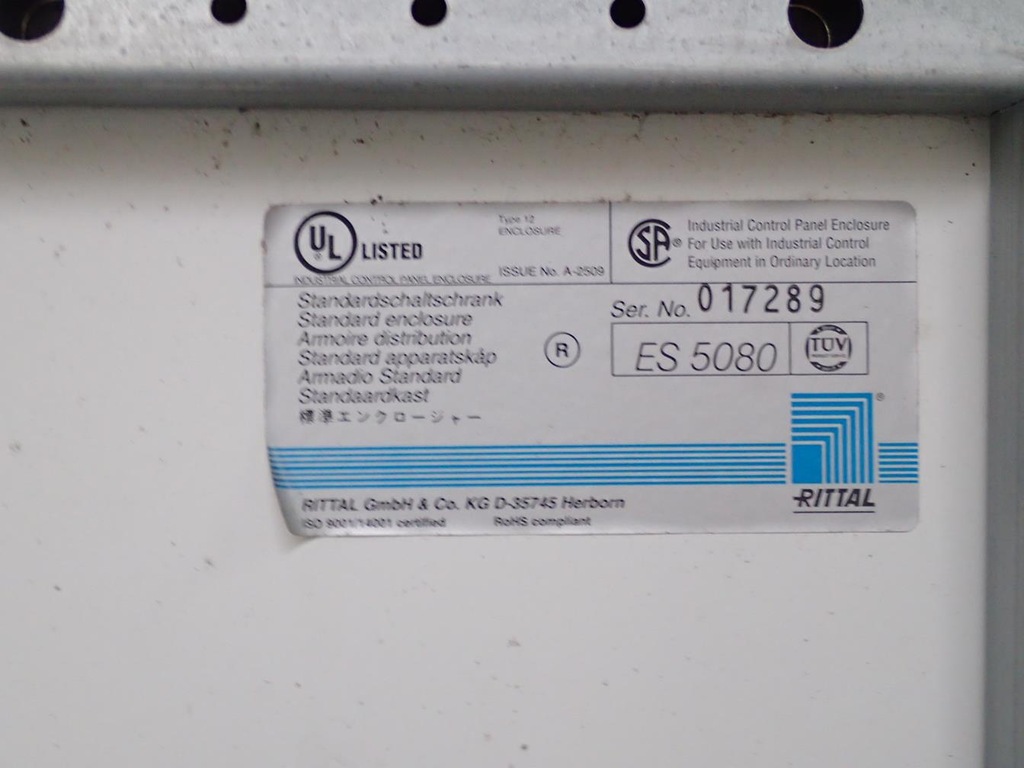 UL LISTED
Type 12
ENCLOSURE
INDUSTRIAL CONTROL PANEL ENCLOSURE
ISSUE No. A-2509
SA ® Industrial Control Panel Enclosure
For Use with Industrial Control
Equipment in Ordinary Location
Standardschaltschrank
Standard enclosure
Armoire distribution
Standard apparatskåp
Armadio Standard
Standaardkast
標準エンクロージャー
R
Ser. No. 017289
ES 5080
TÜV
®
RITTAL
RITTAL GmbH & Co. KG D-35745 Herborn
ISO 9001/14001 certified RoHS compliant